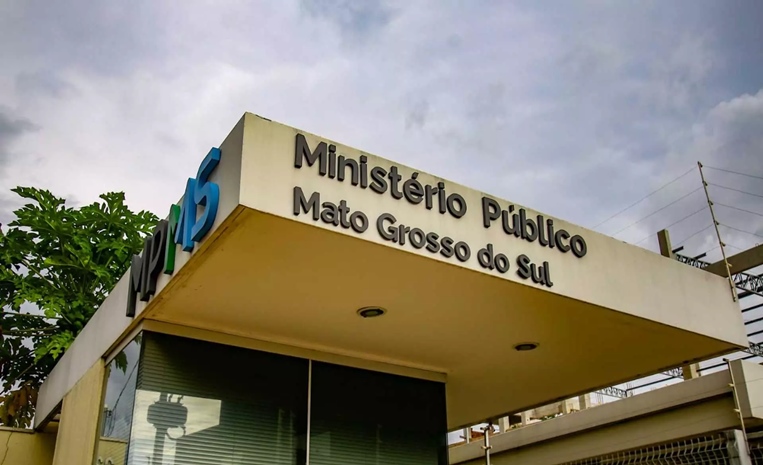 MPMS
Ministério Público
Mato Grosso do Sul